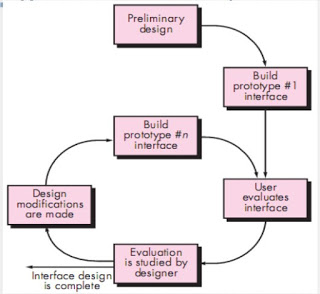 Preliminary
design
Build
prototype #1
interface
Build
prototype #n
interface
User
evaluates
interface
Design
modifications
are made
Evaluation
is studied by
designer
Interface design
is complete